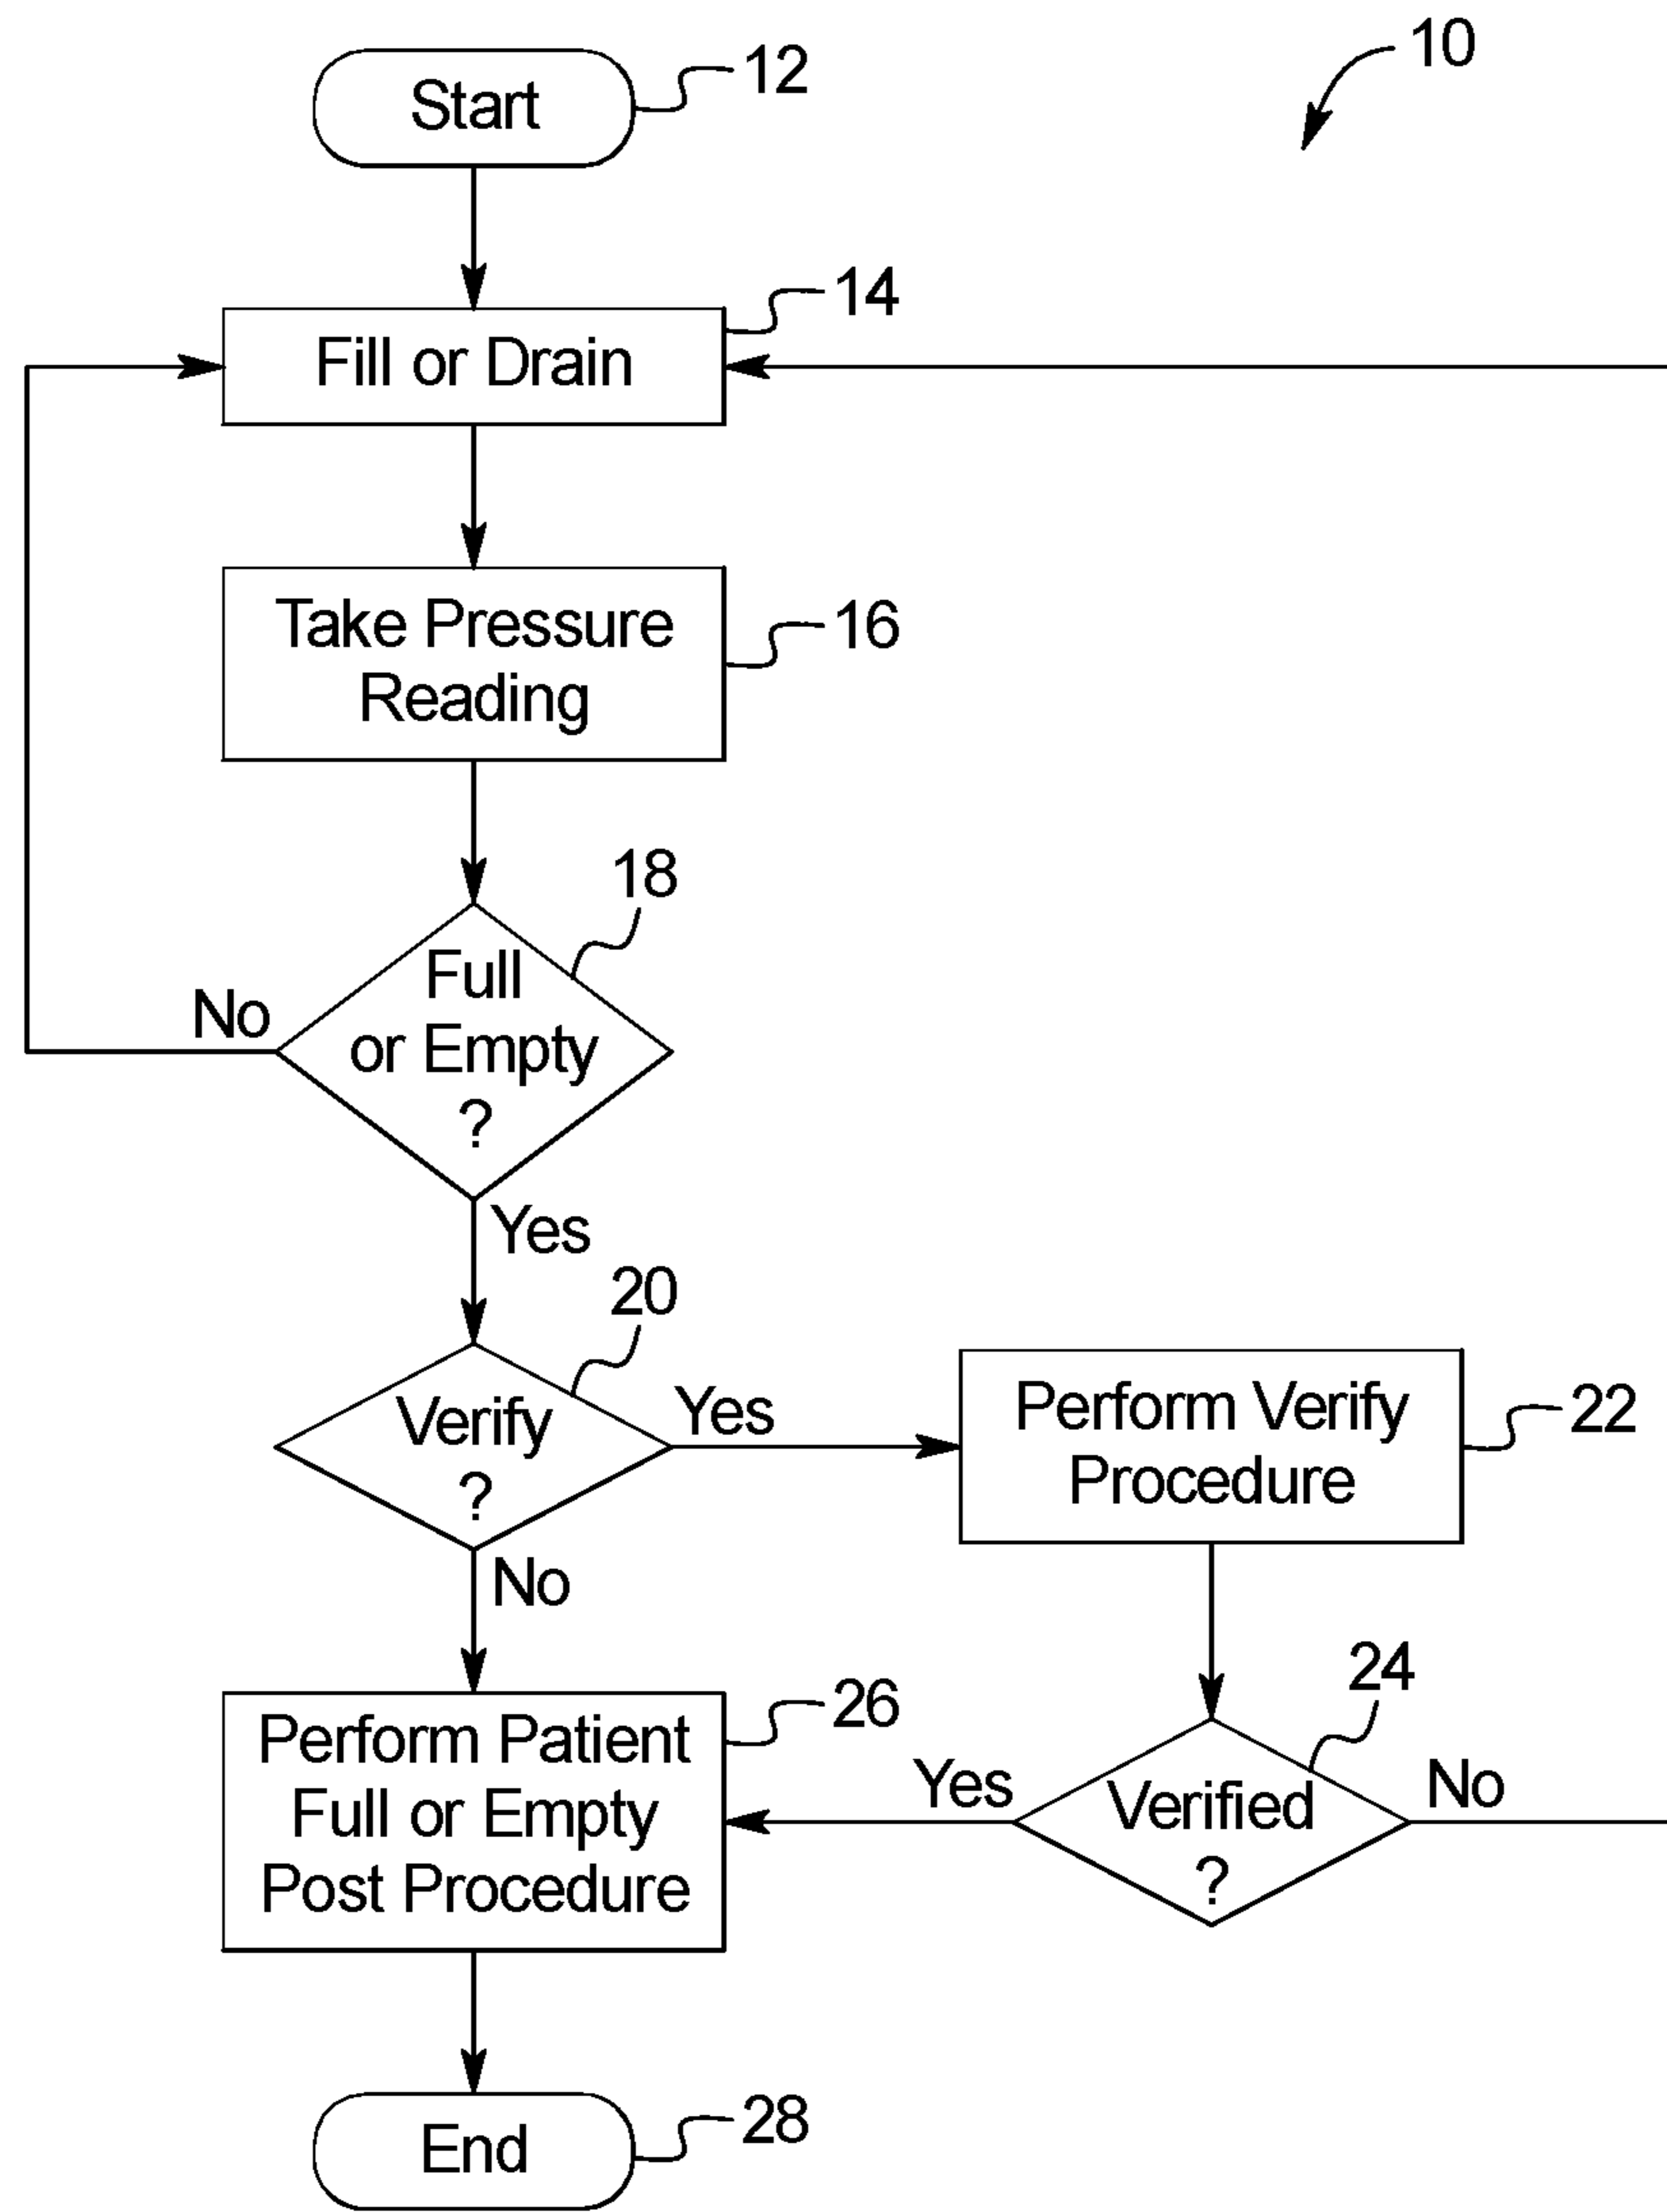 10
Start
12
Fill or Drain
14
Take Pressure
Reading
16
18
Full
or Empty
?
No
Yes
20
Verify
?
Yes
No
Perform Verify
Procedure
22
24
Verified
?
Yes
No
Perform Patient
Full or Empty
Post Procedure
26
End
28